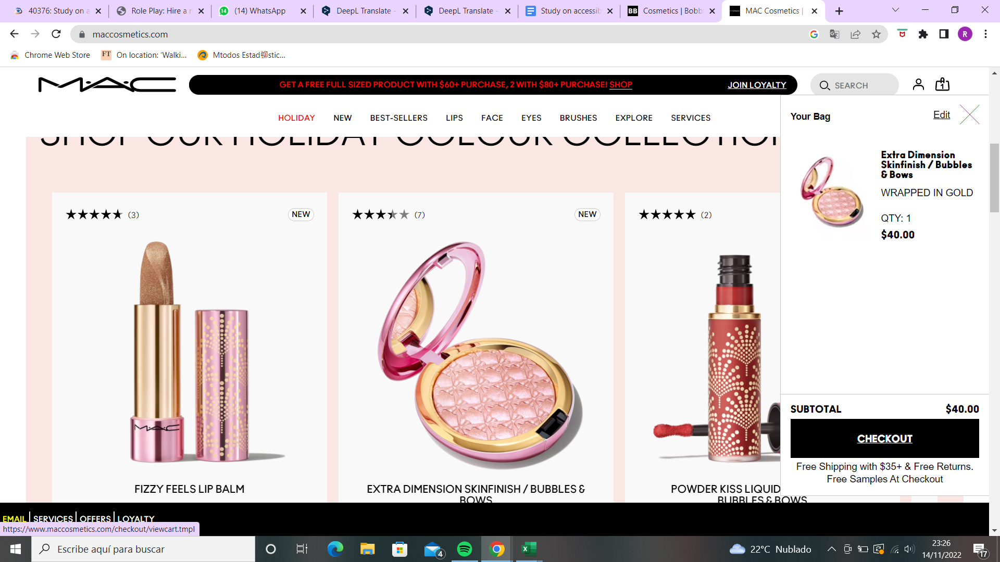 40376: Study on a
Role Play: Hire a r
(14) WhatsApp
DeepL Translate -
DeepL Translate -
Study on accessib
Cosmetics | Bobb
MAC Cosmetics |
maccosmetics.com
Chrome Web Store
On location: ‘Walki...
Mtodos Estad铆stic...
MAC
GET A FREE FULL SIZED PRODUCT WITH $60+ PURCHASE, 2 WITH $80+ PURCHASE! SHOP
JOIN LOYALTY
SEARCH
1
HOLIDAY NEW BEST-SELLERS LIPS FACE EYES BRUSHES EXPLORE SERVICES
SHOP OUR HOLIDAY COLOUR COLLECTION
(3) NEW
(7) NEW
(2)
MAC
FIZZY FEELS LIP BALM
EXTRA DIMENSION SKINFINISH / BUBBLES &
BOWS
POWDER KISS LIQUID
BUBBLES & BOWS
Your Bag
Edit
Extra Dimension
Skinfinish / Bubbles
& Bows
WRAPPED IN GOLD
QTY: 1
$40.00
SUBTOTAL $40.00
CHECKOUT
Free Shipping with $35+ & Free Returns.
Free Samples At Checkout
EMAIL SERVICES OFFERS LOYALTY
https://www.maccosmetics.com/checkout/viewcart.tmpl
Escribe aquí para buscar
4
22°C Nublado
23:26
14/11/2022
17